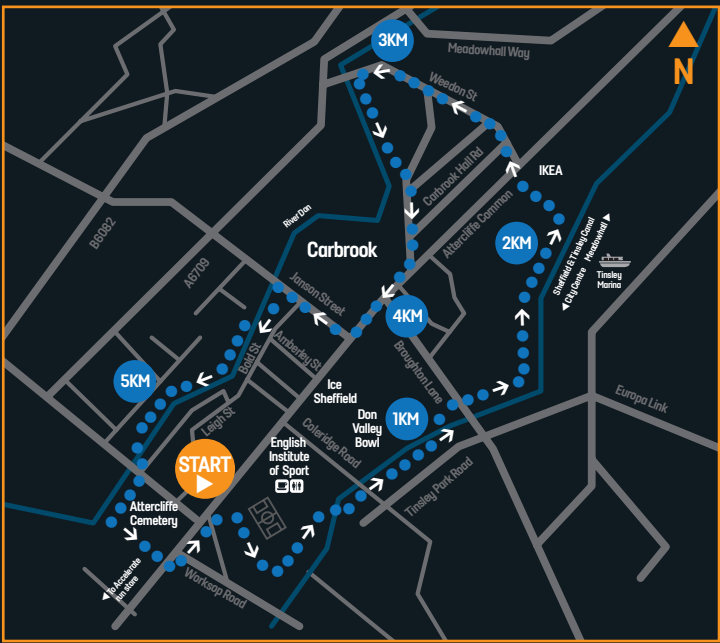 3KM
Meadowhall Way
N
Weedon St
IKEA
Carbrook Hall Rd
Attercliffe Common
B6082
River Don
2KM
Carbrook
Sheffield & Tinsley Canal
City Centre Meadowhall
Tinsley
Marina
A6709
Janson Street
4KM
Amberley St
Bold St
Broughton Lane
5KM
Ice
Sheffield
Europa Link
Don
Valley
Bowl
1KM
Leigh St
Coleridge Road
English
Institute
of Sport
START
Tinsley Park Road
Attercliffe
Cemetery
To Accelerate
run store
Worksop Road